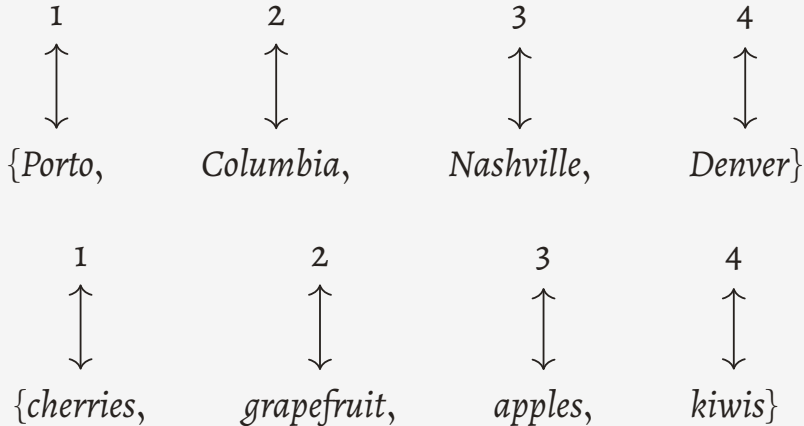 1 2 3 4
{Porto, Columbia, Nashville, Denver}
1 2 3 4
{cherries, grapefruit, apples, kiwis}